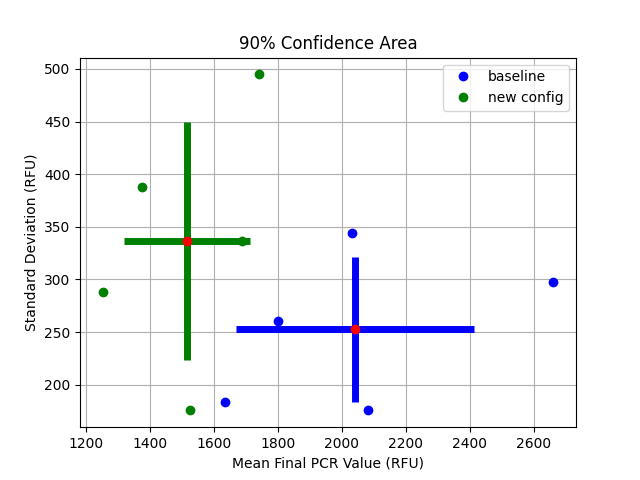 90% Confidence Area
baseline
new config
500
450
400
350
300
250
200
Standard Deviation (RFU)
1200 1400 1600 1800 2000 2200 2400 2600
Mean Final PCR Value (RFU)